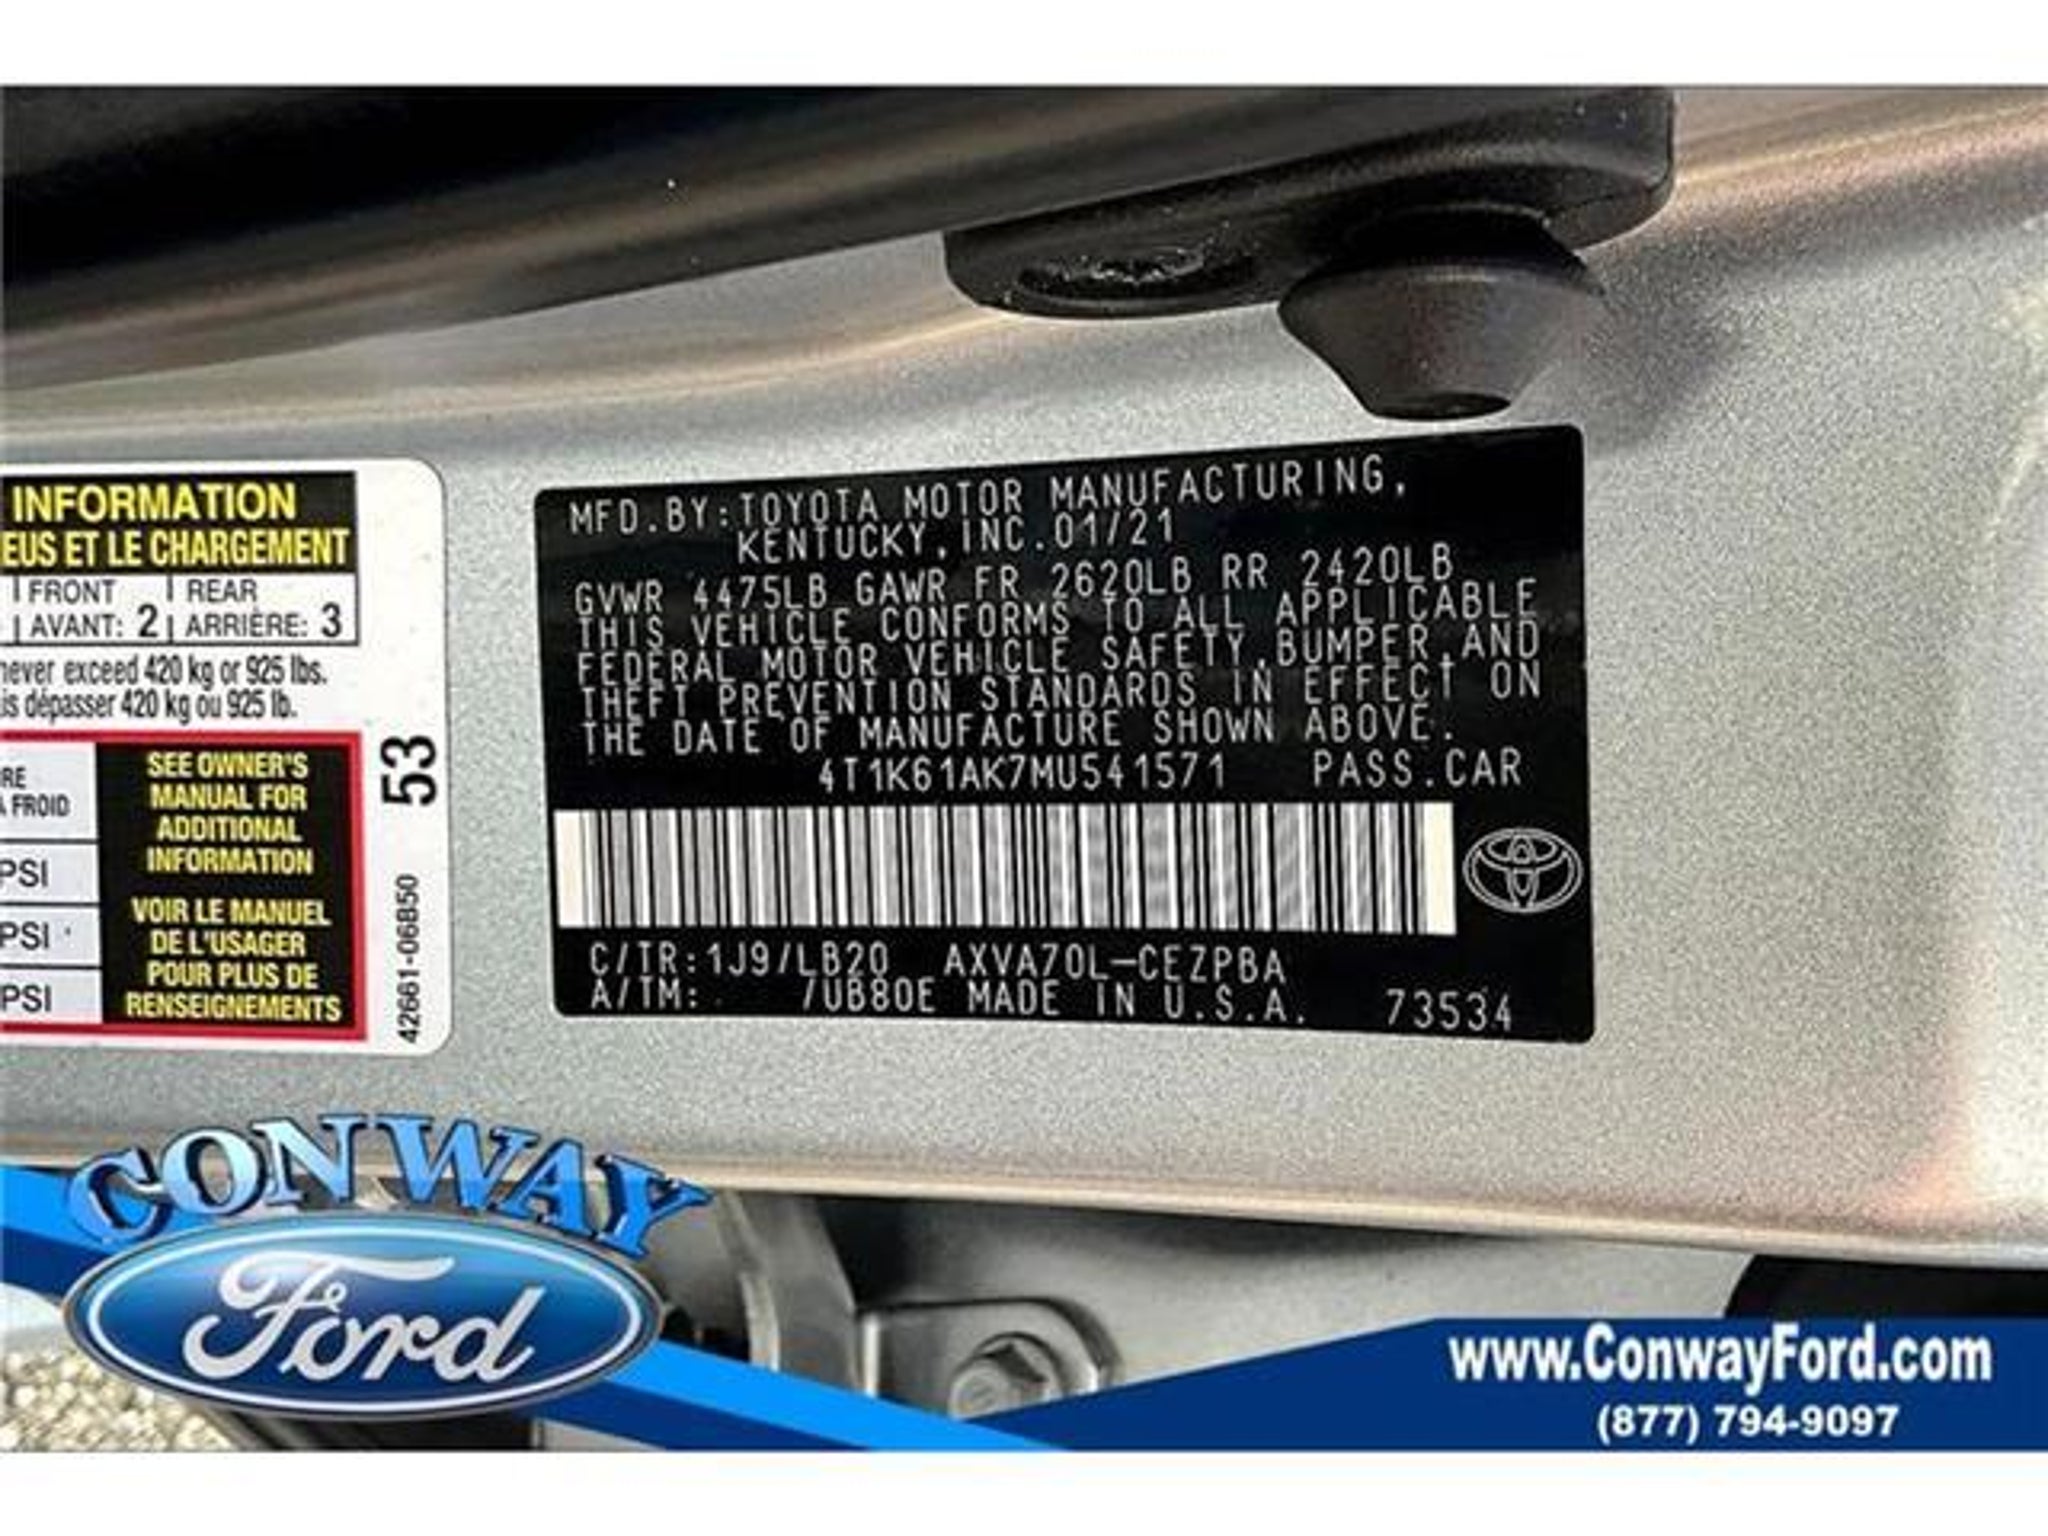 INFORMATION
EUS ET LE CHARGEMENT
FRONT REAR
AVANT: 2 ARRIÈRE: 3
never exceed 420 kg or 925 lbs.
is dépasser 420 kg ou 925 lb.
RE
À FROID
PSI
PSI
PSI
SEE OWNER'S
MANUAL FOR
ADDITIONAL
INFORMATION
VOIR LE MANUEL
DE L'USAGER
POUR PLUS DE
RENSEIGNEMENTS
53
42661-06B50
MFD.BY:TOYOTA MOTOR MANUFACTURING,
KENTUCKY,INC.01/21
GVWR 4475LB GAWR FR 2620LB RR 2420LB
THIS VEHICLE CONFORMS TO ALL APPLICABLE
FEDERAL MOTOR VEHICLE SAFETY,BUMPER,AND
THEFT PREVENTION STANDARDS IN EFFECT ON
THE DATE OF MANUFACTURE SHOWN ABOVE.
4T1K61AK7MU541571 PASS.CAR
C/TR:1J9/LB20 AXVA70L-CEZPBA
A/TM: /UB80E MADE IN U.S.A. 73534
CONWAY
Ford
www.ConwayFord.com
(877) 794-9097